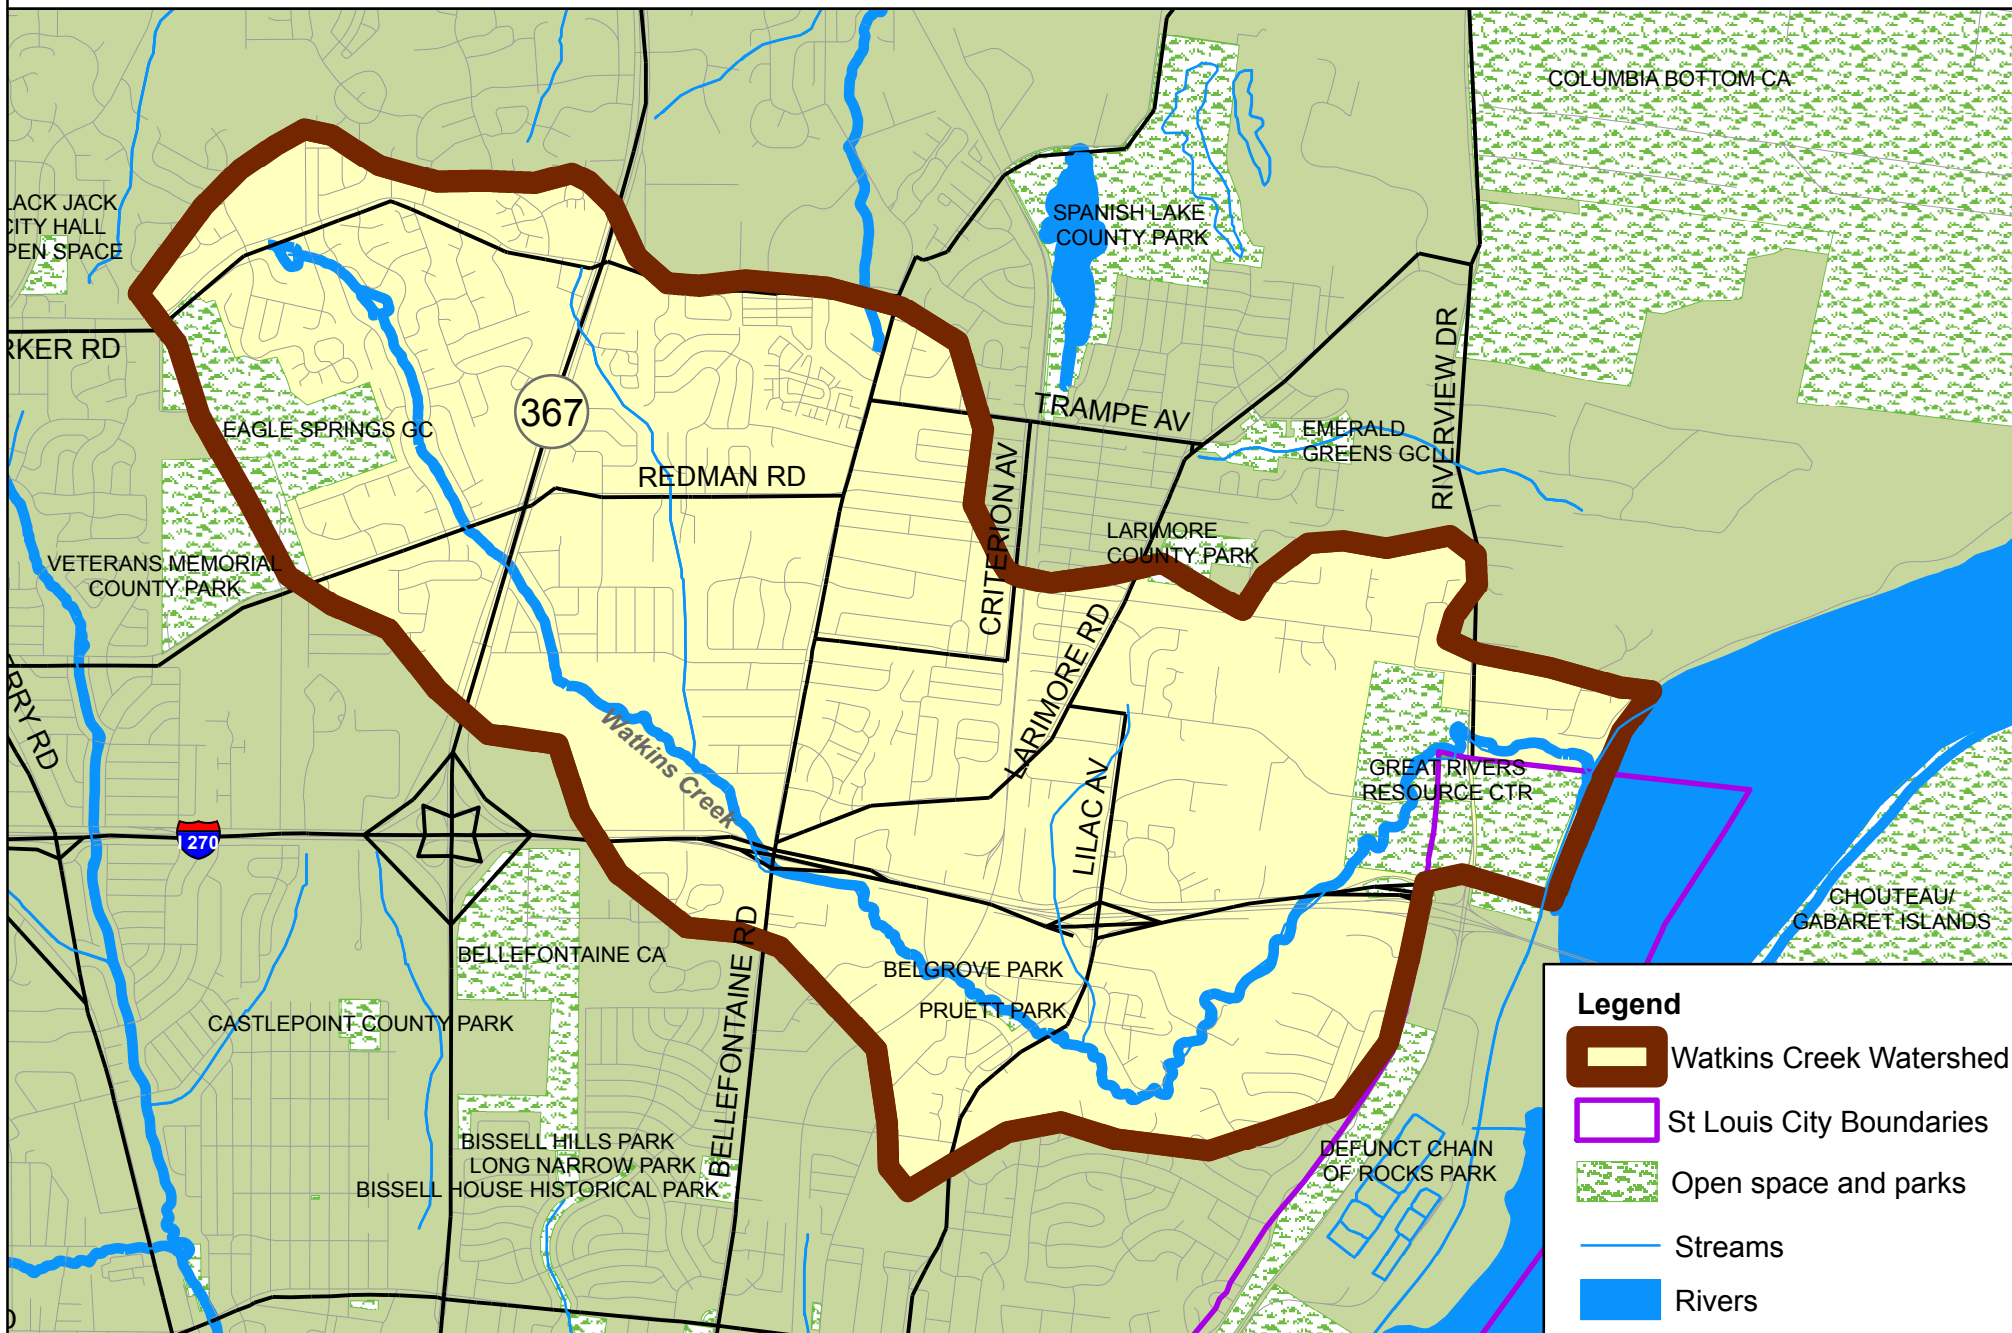 COLUMBIA BOTTOM CA
LACK JACK
CITY HALL
PEN SPACE
SPANISH LAKE
COUNTY PARK
RKER RD
RIVERVIEW DR
367
TRAMPE AV
EAGLE SPRINGS GC
EMERALD
GREENS GC
REDMAN RD
CRITERION AV
LARIMORE
COUNTY PARK
VETERANS MEMORIAL
COUNTY PARK
LARIMORE RD
RRY RD
Watkins Creek
GREAT RIVERS
RESOURCE CTR
LILAC AV
I 270
CHOUTEAU/
GABARET ISLANDS
BELLEFONTAINE CA
BELLEFONTAINE RD
BELGROVE PARK
PRUETT PARK
CASTLEPOINT COUNTY PARK
BISSELL HILLS PARK
LONG NARROW PARK
BISSELL HOUSE HISTORICAL PARK
DEFUNCT CHAIN
OF ROCKS PARK
Legend
Watkins Creek Watershed
St Louis City Boundaries
Open space and parks
Streams
Rivers